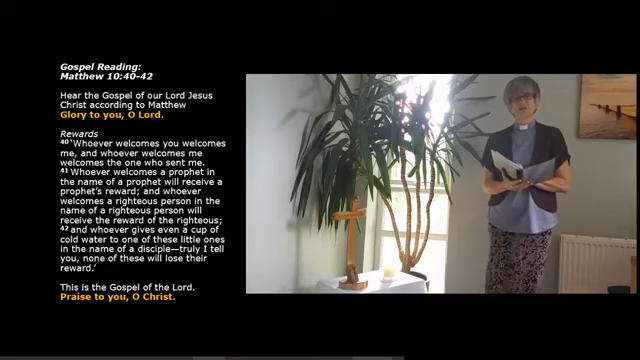 Gospel Reading:
Matthew 10:40-42
Hear the Gospel of our Lord Jesus
Christ according to Matthew
Glory to you, O Lord.
Rewards
40 'Whoever welcomes you welcomes
me, and whoever welcomes me
welcomes the one who sent me.
41 Whoever welcomes a prophet in
the name of a prophet will receive a
prophet's reward; and whoever
welcomes a righteous person in the
name of a righteous person will
receive the reward of the righteous;
42 and whoever gives even a cup of
cold water to one of these little ones
in the name of a disciple—truly I tell
you, none of these will lose their
reward.'
This is the Gospel of the Lord.
Praise to you, O Christ.